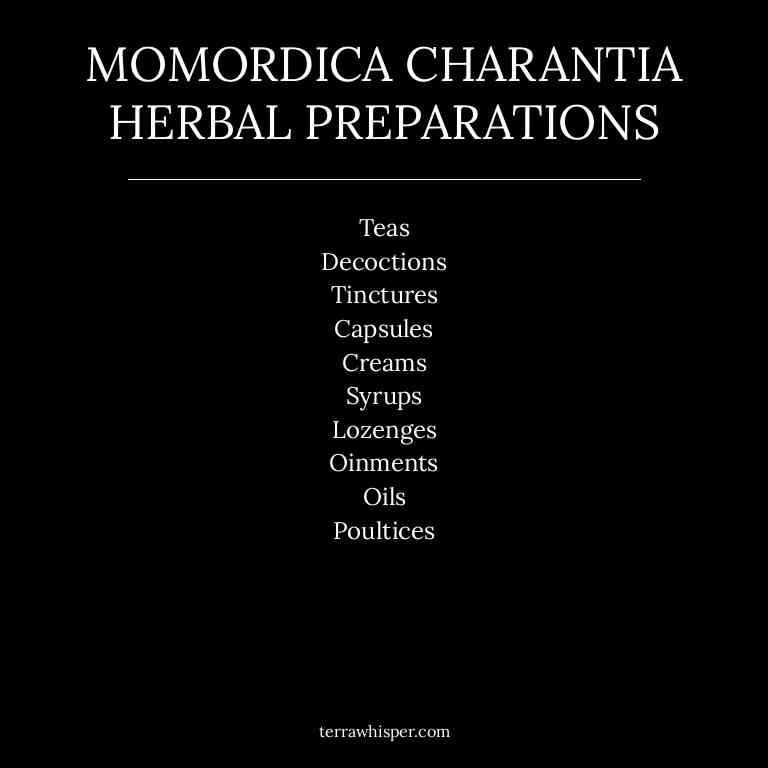 MOMORDICA CHARANTIA
HERBAL PREPARATIONS
Teas
Decoctions
Tinctures
Capsules
Creams
Syrups
Lozenges
Oinments
Oils
Poultices
terrawhisper.com